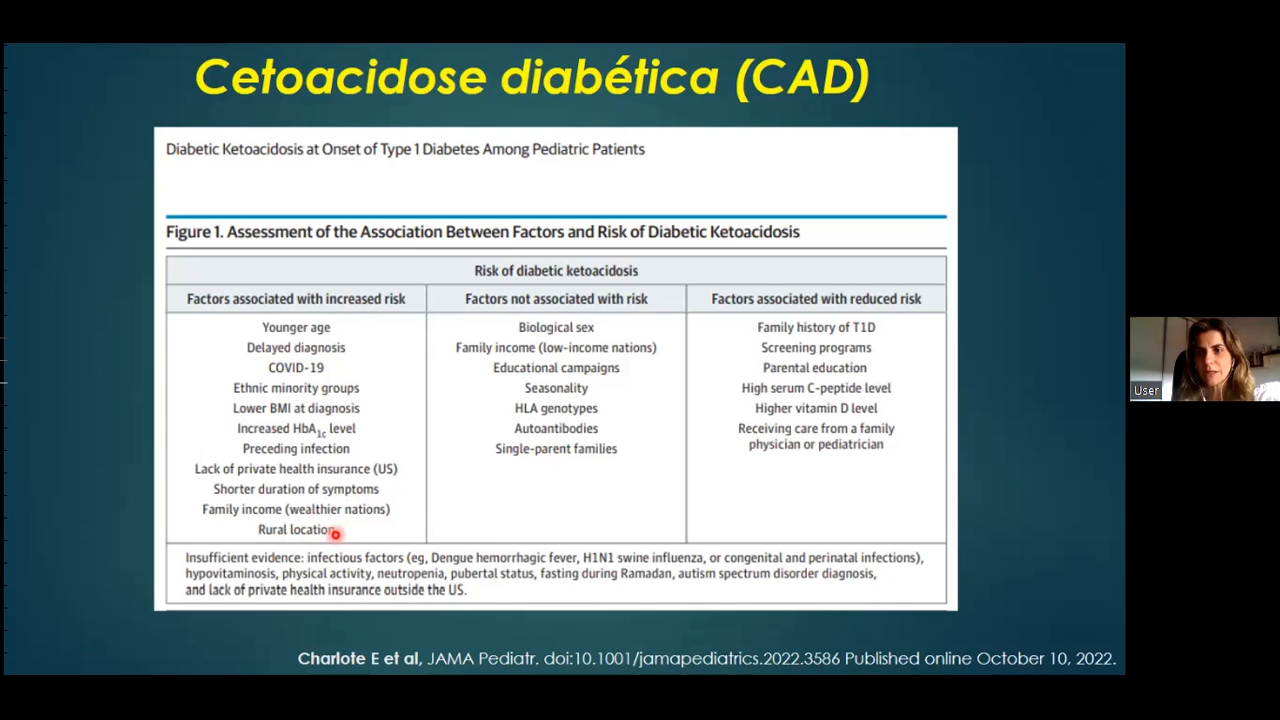 Cetoacidose diabética (CAD)
Diabetic Ketoacidosis at Onset of Type 1 Diabetes Among Pediatric Patients
Figure 1. Assessment of the Association Between Factors and Risk of Diabetic Ketoacidosis
Risk of diabetic ketoacidosis
Factors associated with increased risk
Younger age
Delayed diagnosis
COVID-19
Ethnic minority groups
Lower BMI at diagnosis
Increased HbA1c level
Preceding infection
Lack of private health insurance (US)
Shorter duration of symptoms
Family income (wealthier nations)
Rural location
Factors not associated with risk
Biological sex
Family income (low-income nations)
Educational campaigns
Seasonality
HLA genotypes
Autoantibodies
Single-parent families
Factors associated with reduced risk
Family history of T1D
Screening programs
Parental education
High serum C-peptide level
Higher vitamin D level
Receiving care from a family
physician or pediatrician
Insufficient evidence: infectious factors (eg, Dengue hemorrhagic fever, H1N1 swine influenza, or congenital and perinatal infections),
hypovitaminosis, physical activity, neutropenia, pubertal status, fasting during Ramadan, autism spectrum disorder diagnosis,
and lack of private health insurance outside the US.
Charlote E et al, JAMA Pediatr. doi:10.1001/jamapediatrics.2022.3586 Published online October 10, 2022.
User